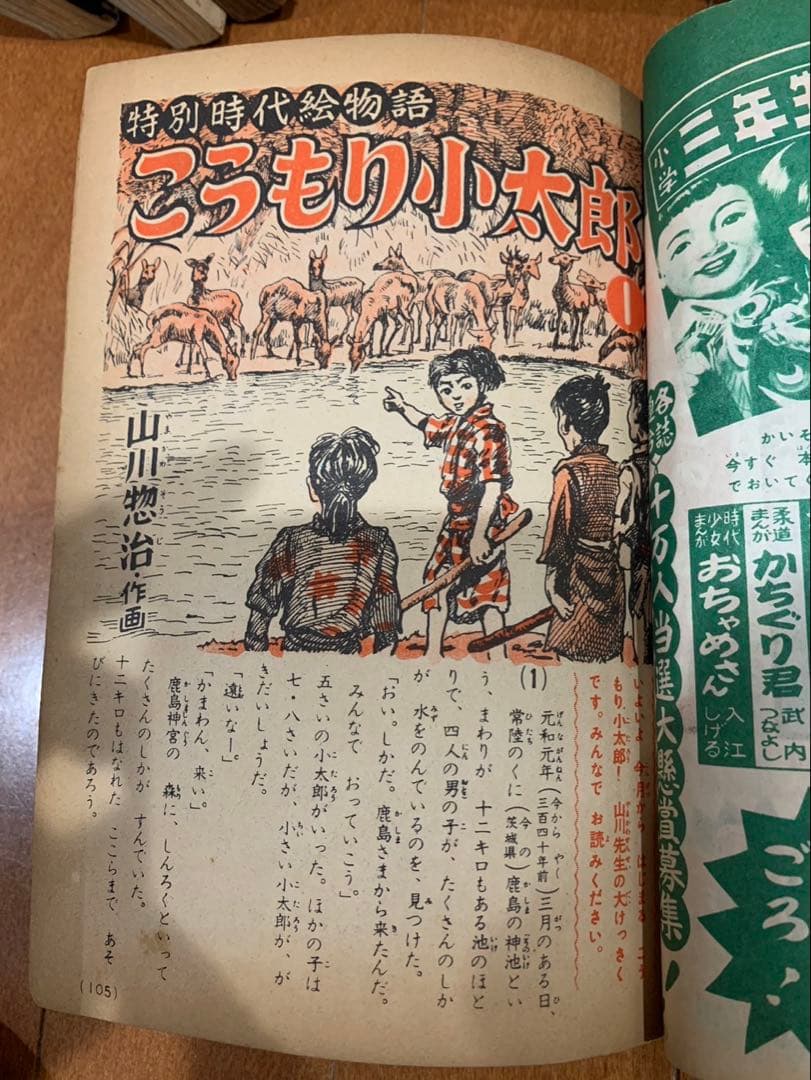 特別時代絵物語
こうもり小太郎
1
山川惣治・作画
いよいよ 今月から はじまる こう
もり小太郎! 山川先生の大けっさく
です。みんなで お読みください。
(1)
元和元年(今から やく三百四十年前)三月のある日、
常陸のくに(今の茨城県)鹿島の神池とい
う、まわりが 十二キロもある池のほと
りで、四人の男の子が、たくさんのしか
が 水をのんでいるのを、見つけた。
「おい。しかだ。鹿島さまから来たんだ。
みんなで おっていこう。」
五さいの小太郎がいった。ほかの子は
七・八さいだが、小さい小太郎が、が
きだいしょうだ。
「遠いなー。」
「かまわん、来い。」
鹿島神宮の 森に、しんろくといって
たくさんのしかが すんでいた。
十二キロもはなれた ここらまで あそ
びにきたのであろう。
(105)
小学
三年生
かいそ
今すぐ 本
でおいて
各誌
十万人当選大懸賞募集!
柔道まんが
かちぐり君
武内つなよし
時代少女まんが
おちゃめさん
入江しげる
ごろ